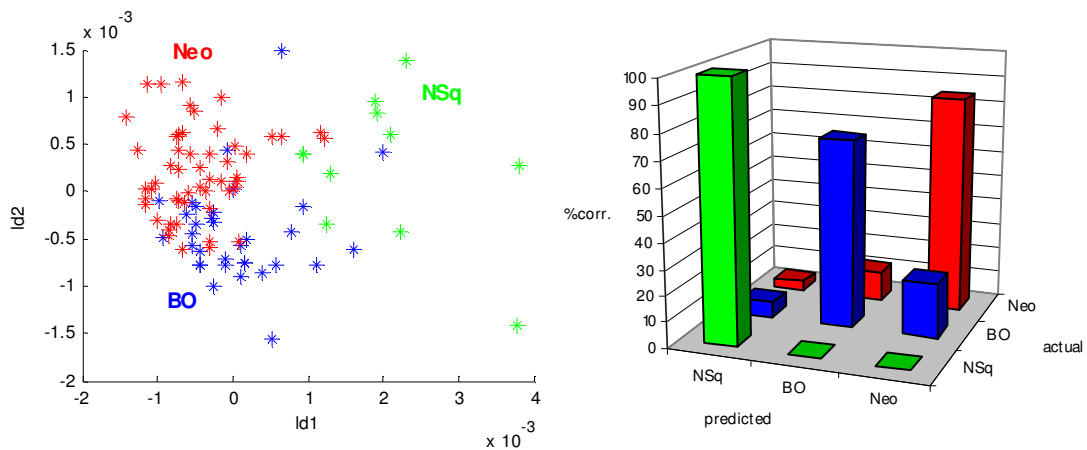 x 10⁻³
1.5
1
0.5
0
-0.5
-1
-1.5
-2
ld2
Neo
NSq
BO
-2
-1
0
1
2
3
4
ld1
x 10⁻³
100
90
80
70
60
50
40
30
20
10
0
%corr.
NSq
BO
Neo
predicted
Neo
BO
NSq
actual